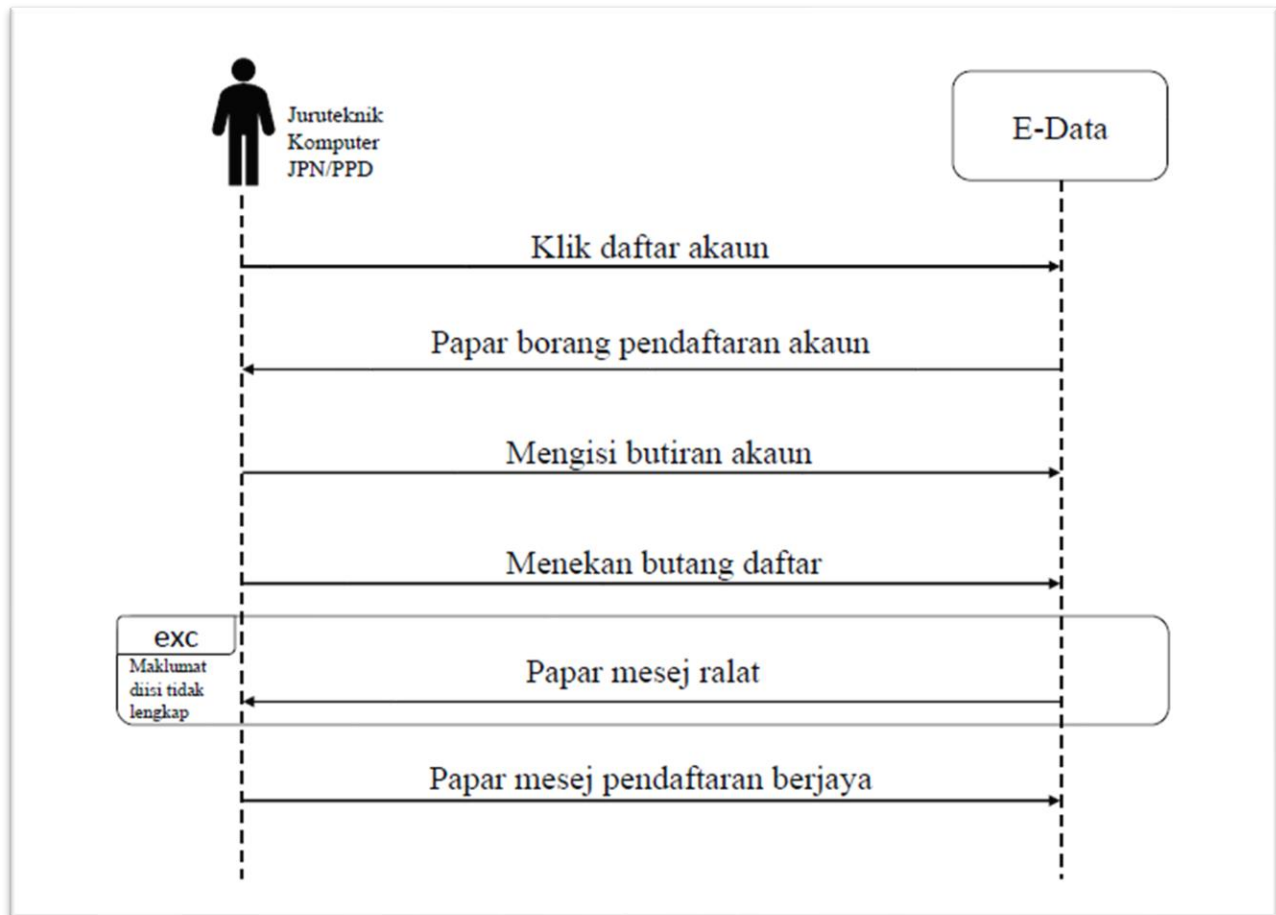 Juruteknik
Komputer
JPN/PPD
E-Data
Klik daftar akaun
Papar borang pendaftaran akaun
Mengisi butiran akaun
Menekan butang daftar
exc
Maklumat
diisi tidak
lengkap
Papar mesej ralat
Papar mesej pendaftaran berjaya